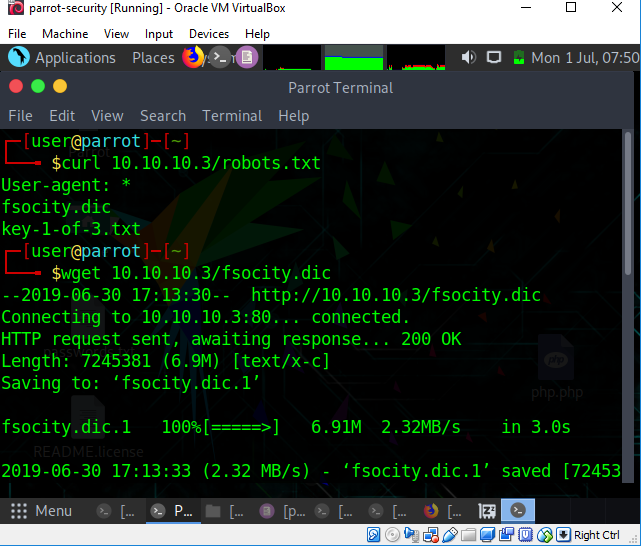 parrot-security [Running] - Oracle VM VirtualBox
File Machine View Input Devices Help
Applications Places Mon 1 Jul, 07:50
Parrot Terminal
File Edit View Search Terminal Help
┌─[user@parrot]─[~]
└──╼ $curl 10.10.10.3/robots.txt
User-agent: *
fsocity.dic
key-1-of-3.txt
┌─[user@parrot]─[~]
└──╼ $wget 10.10.10.3/fsocity.dic
--2019-06-30 17:13:30-- http://10.10.10.3/fsocity.dic
Connecting to 10.10.10.3:80... connected.
HTTP request sent, awaiting response... 200 OK
Length: 7245381 (6.9M) [text/x-c]
Saving to: ‘fsocity.dic.1’
php.php
fsocity.dic.1 100%[=====>] 6.91M 2.32MB/s in 3.0s
README.license
2019-06-30 17:13:33 (2.32 MB/s) - ‘fsocity.dic.1’ saved [72453
Menu [... P... [... [p... [... [... [...
Right Ctrl